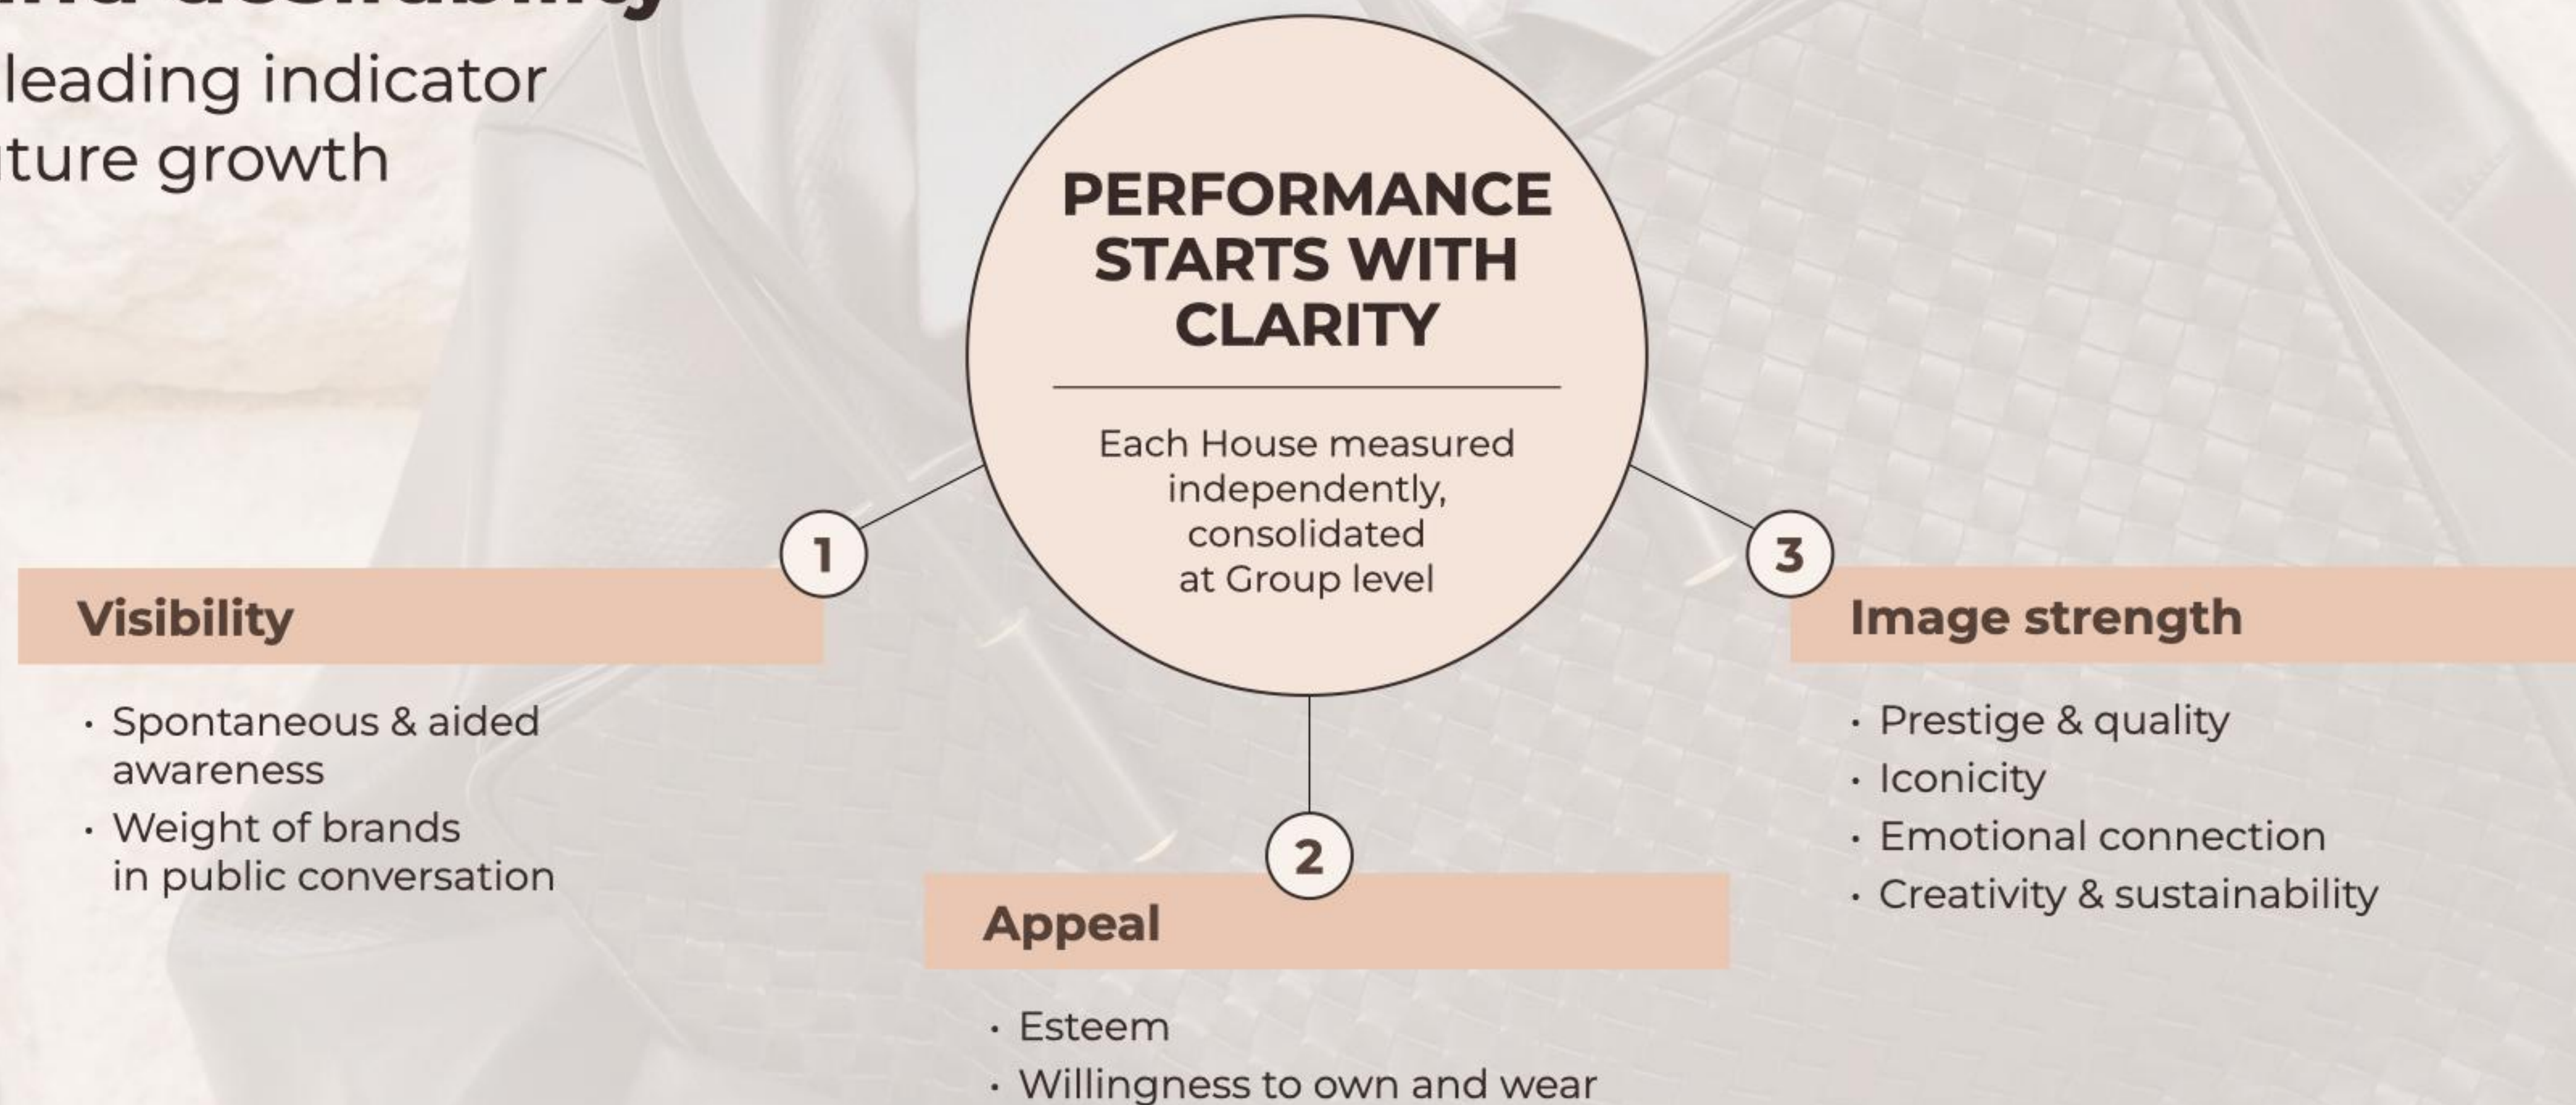 desirability
leading indicator
growth
PERFORMANCE
STARTS WITH
CLARITY
Each House measured
independently,
consolidated
at Group level
1
Visibility
• Spontaneous & aided
awareness
• Weight of brands
in public conversation
2
Appeal
• Esteem
• Willingness to own and wear
3
Image strength
• Prestige & quality
• Iconicity
• Emotional connection
• Creativity & sustainability